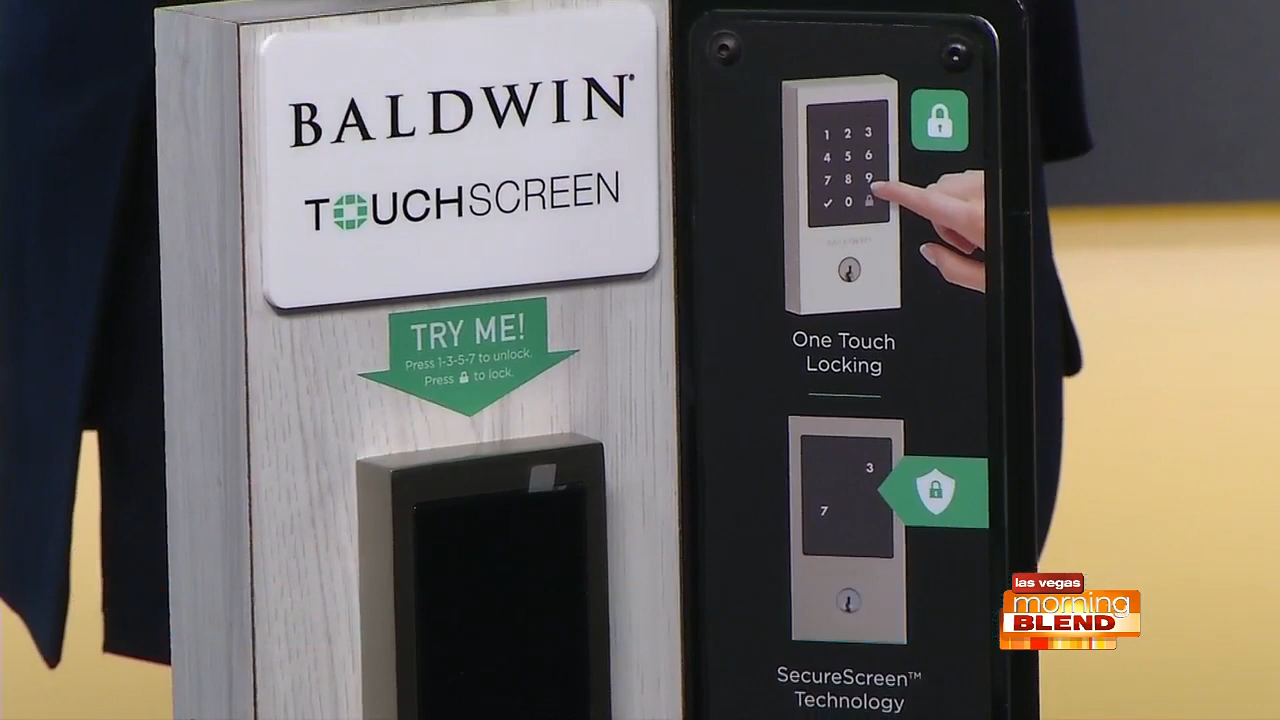 BALDWIN
TOUCHSCREEN
TRY ME!
Press 1-3-5-7 to unlock.
Press to lock.
1 2 3
4 5 6
7 8 9
0
One Touch
Locking
3
7
SecureScreen™
Technology
las vegas
morning
BLEND